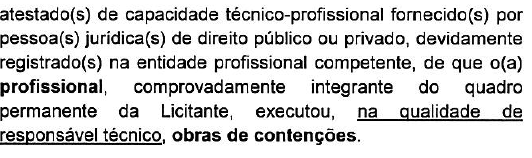 atestado(s) de capacidade técnico-profissional fornecido(s) por
pessoa(s) jurídica(s) de direito público ou privado, devidamente
registrado(s) na entidade profissional competente, de que o(a)
profissional, comprovadamente integrante do quadro
permanente da Licitante, executou, na qualidade de
responsável técnico, obras de contenções.